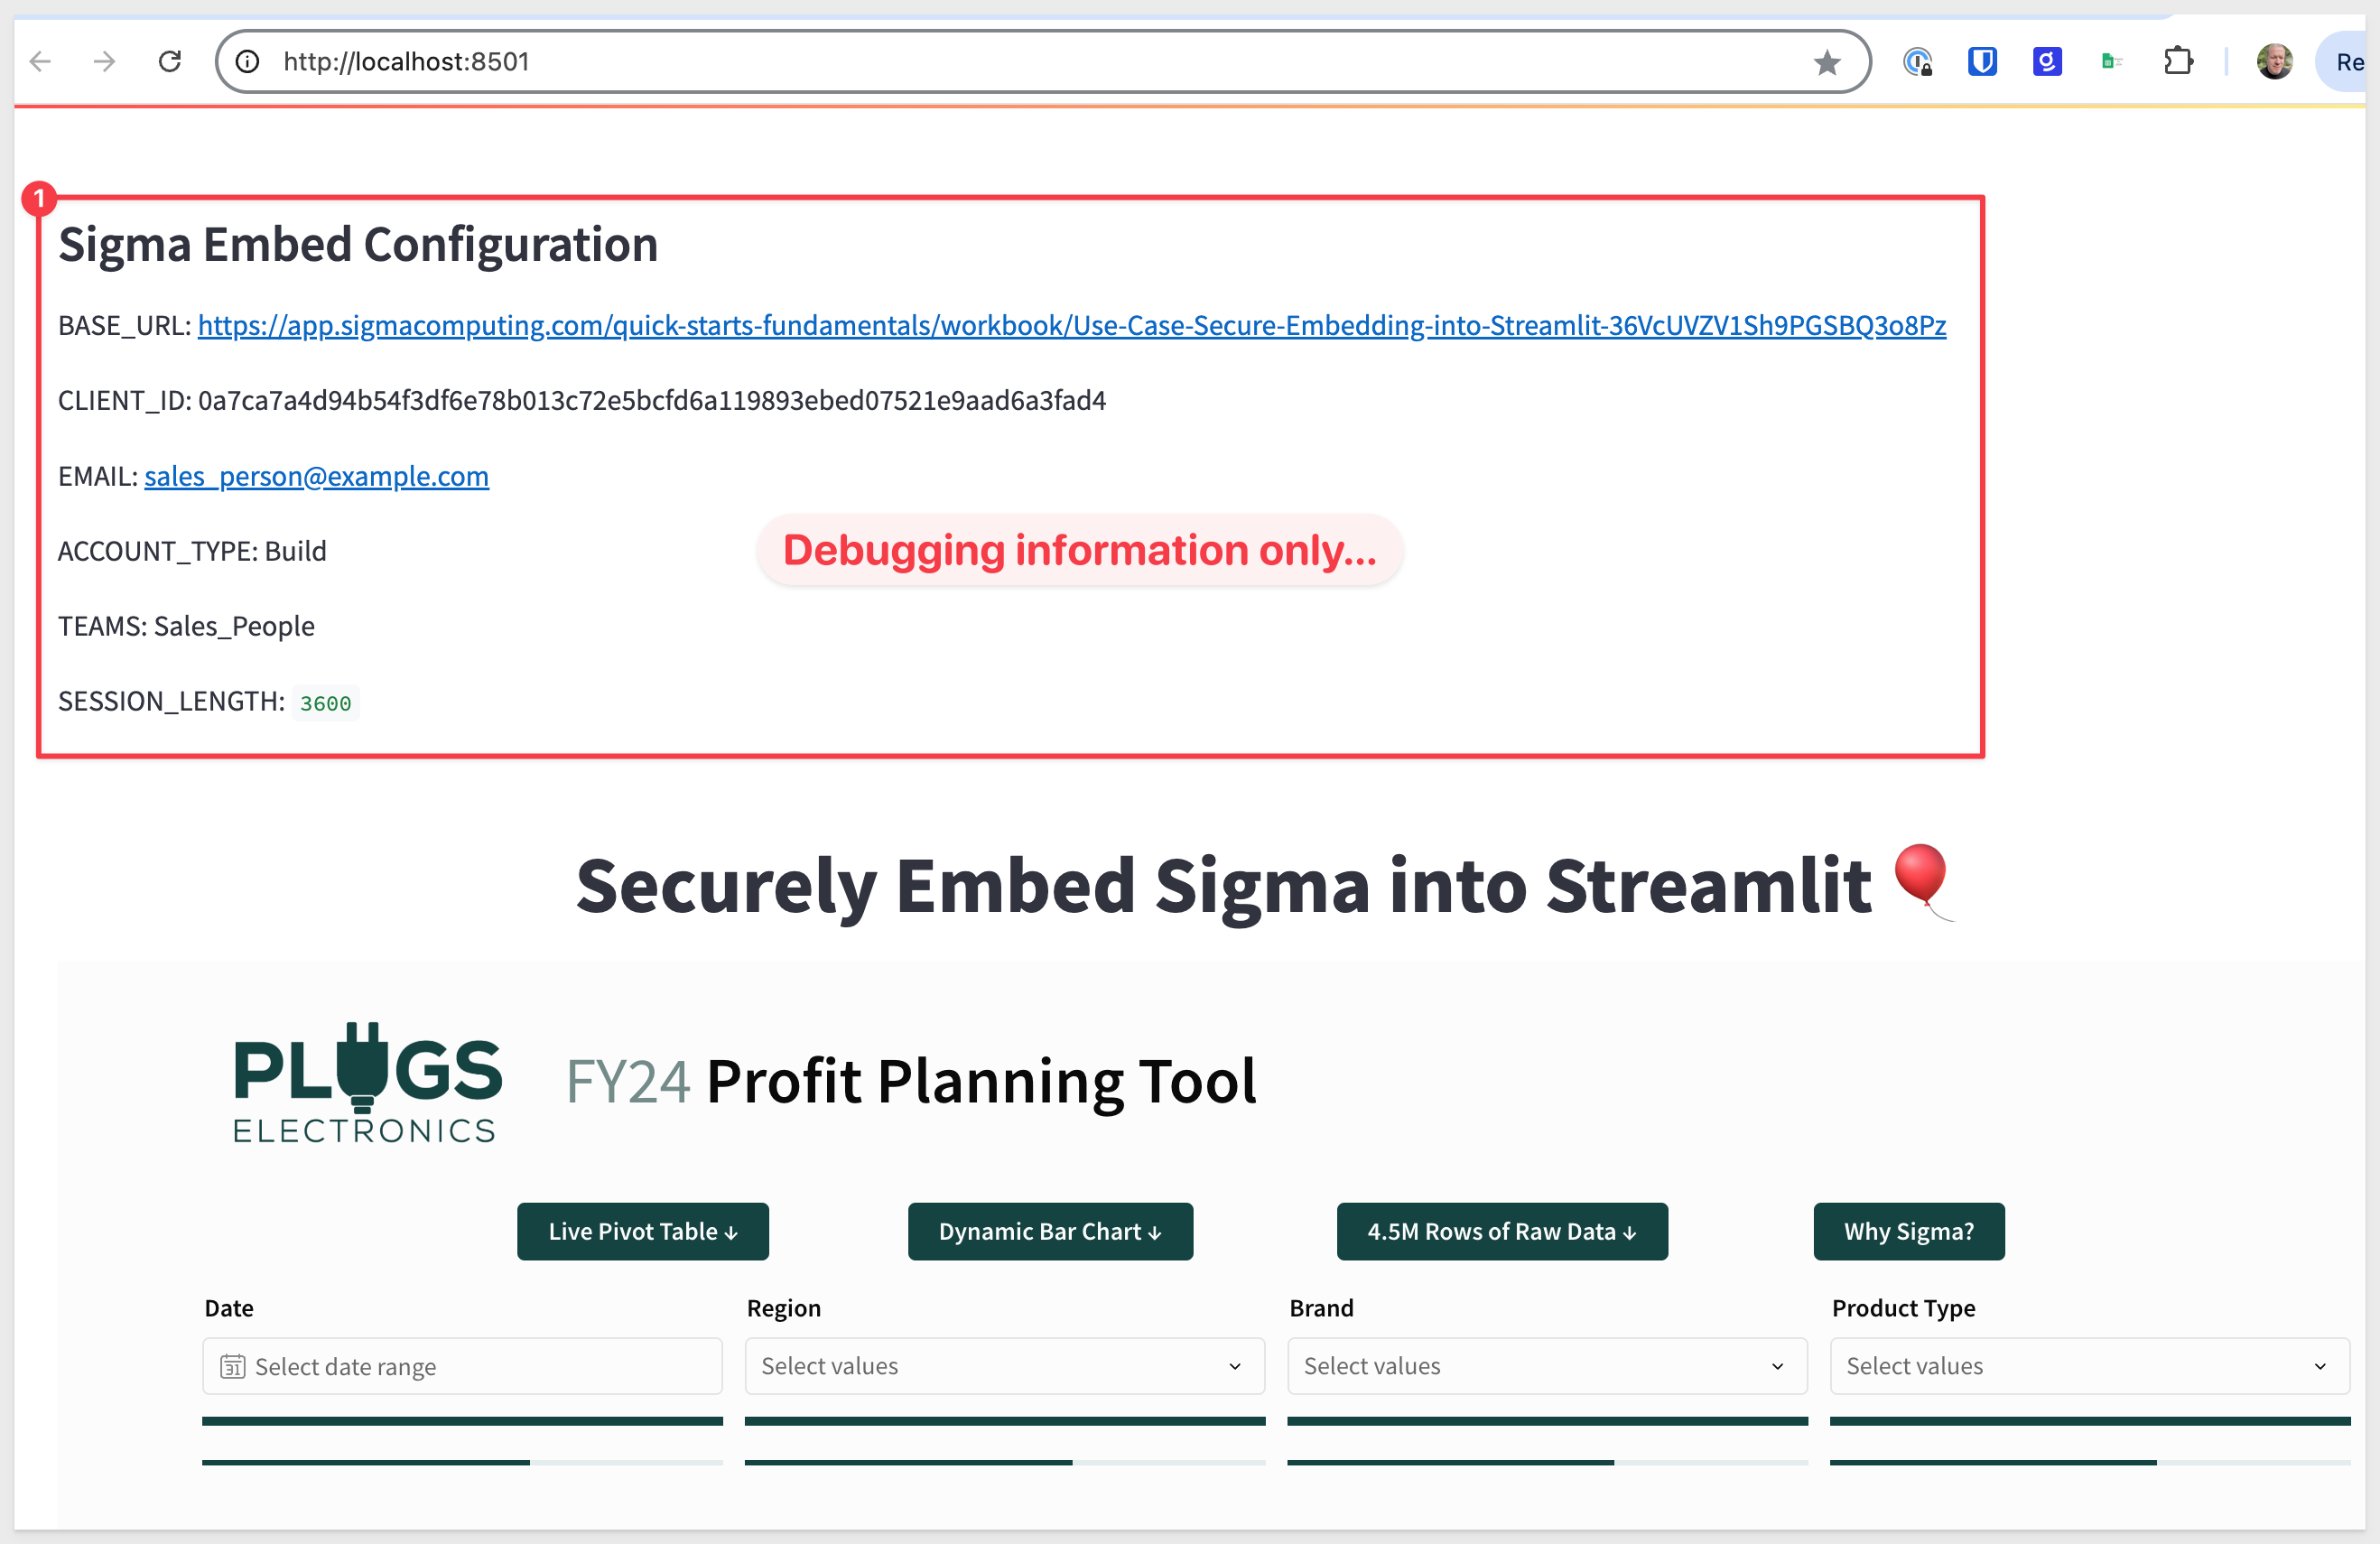 http://localhost:8501
Re
1
Sigma Embed Configuration
BASE_URL: https://app.sigmacomputing.com/quick-starts-fundamentals/workbook/Use-Case-Secure-Embedding-into-Streamlit-36VcUVZV1Sh9PGSBQ3o8Pz
CLIENT_ID: 0a7ca7a4d94b54f3df6e78b013c72e5bcfd6a119893ebed07521e9aad6a3fad4
EMAIL: sales_person@example.com
ACCOUNT_TYPE: Build
Debugging information only...
TEAMS: Sales_People
SESSION_LENGTH: 3600
Securely Embed Sigma into Streamlit 🎈
PLUGS
ELECTRONICS
FY24 Profit Planning Tool
Live Pivot Table ↓
Dynamic Bar Chart ↓
4.5M Rows of Raw Data ↓
Why Sigma?
Date
Region
Brand
Product Type
31
Select date range
Select values
Select values
Select values